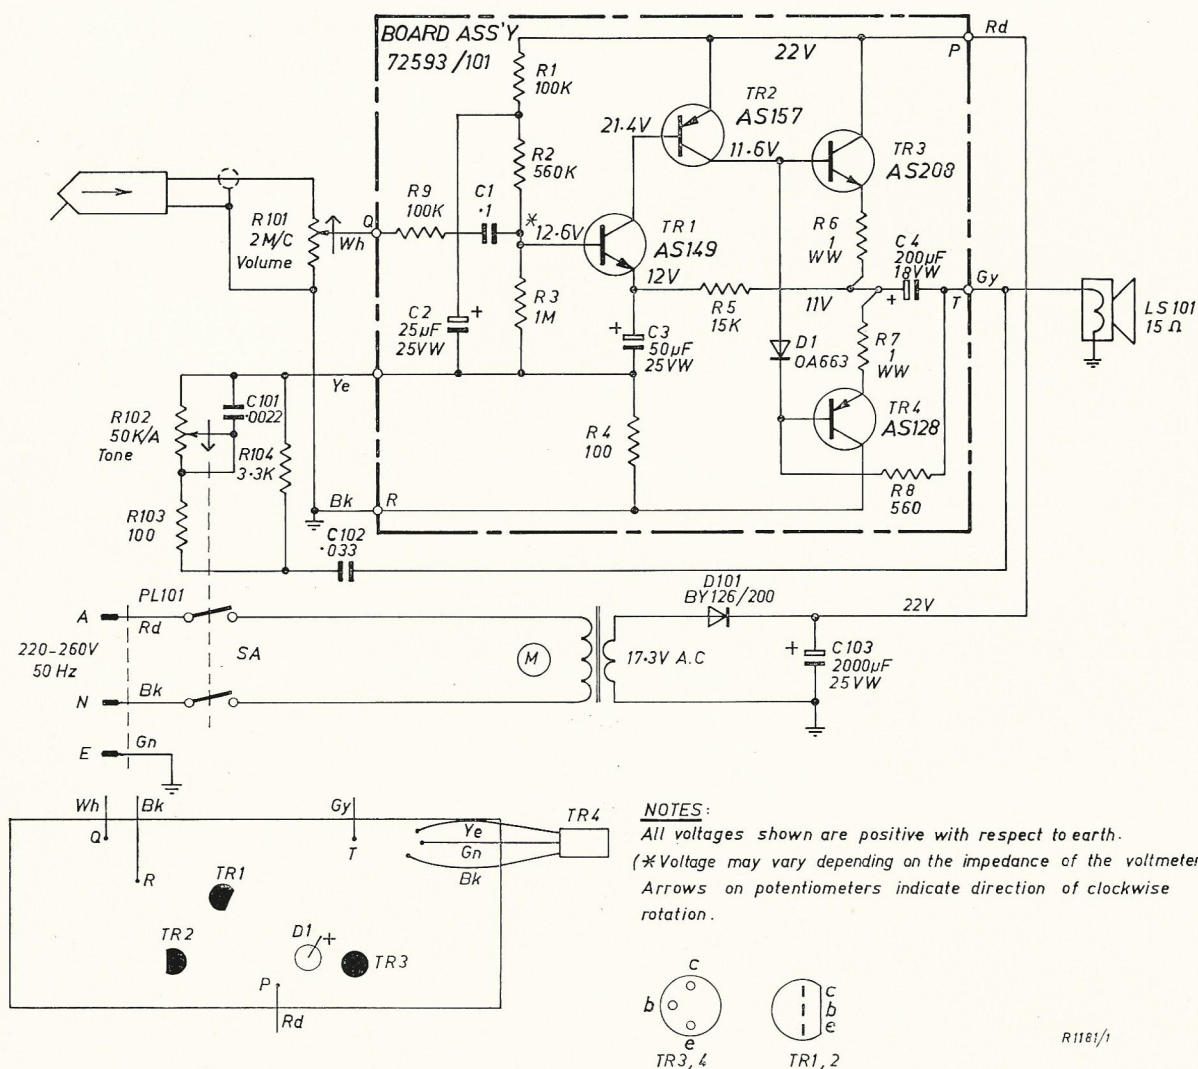 BOARD ASS'Y
72593/101
R1
100K
22V
P
Rd
TR2
AS157
21.4V
11.6V
TR3
AS208
R2
560K
R9
100K
C1
.1
*
12.6V
TR1
AS149
12V
R101
2M/C
Volume
Wh
Q
R6
1
WW
C4
200µF
18VW
Gy
T
LS101
15Ω
R5
15K
11V
C2
25µF
25VW
+
R3
1M
+
C3
50µF
25VW
D1
OA663
+
R7
1
WW
TR4
AS128
Ye
C101
.0022
R102
50K/A
Tone
R104
3.3K
R4
100
R8
560
Bk
R
R103
100
C102
.033
PL101
A
Rd
220-260V
50 Hz
SA
M
17.3V A.C
D101
BY126/200
22V
+
C103
2000µF
25VW
N
Bk
E
Gn
Wh
Bk
Gy
Q
R
T
Ye
Gn
Bk
TR4
TR1
TR2
D1
+
TR3
P
Rd
NOTES:
All voltages shown are positive with respect to earth.
(*Voltage may vary depending on the impedance of the voltmeter
Arrows on potentiometers indicate direction of clockwise
rotation.
c
b
e
TR3, 4
c
b
e
TR1, 2
R1181/1